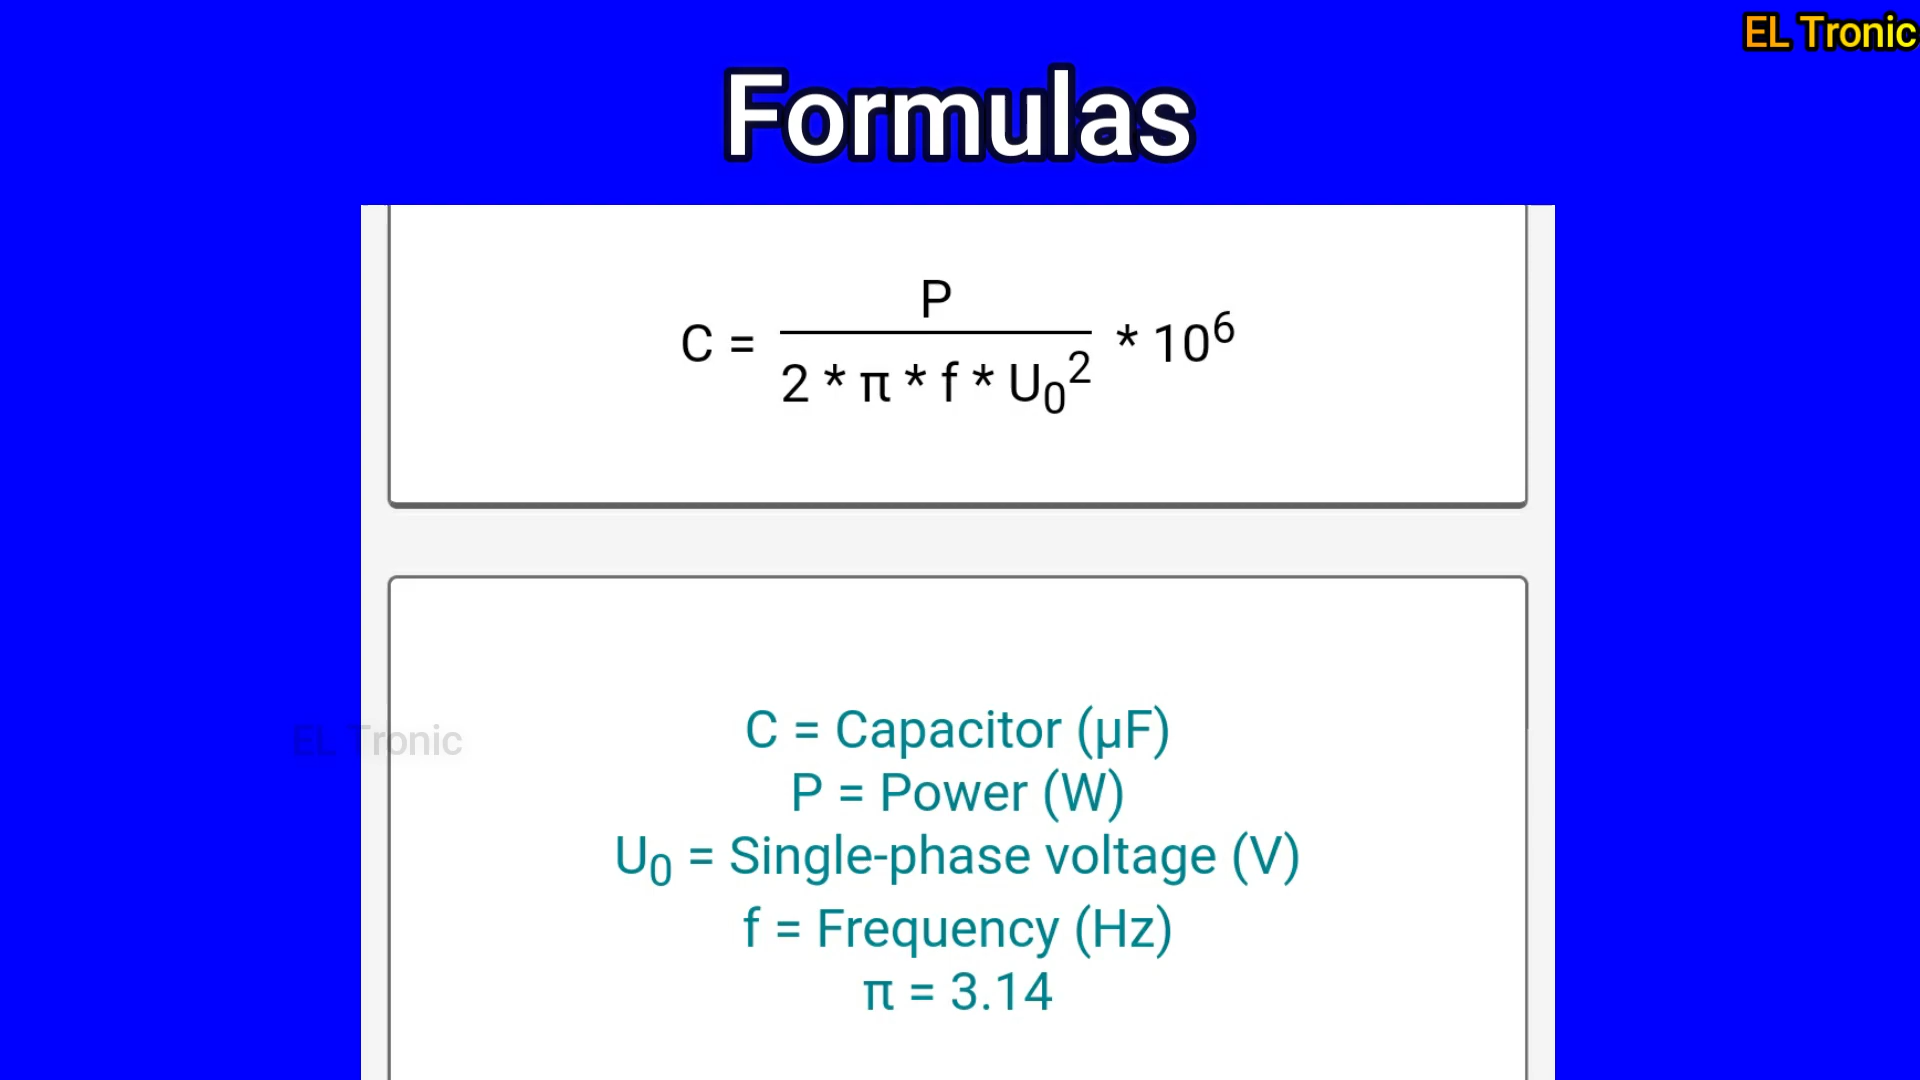 EL Tronic
Formulas
C = P / 2 * π * f * U₀² * 10⁶
EL Tronic
C = Capacitor (µF)
P = Power (W)
U₀ = Single-phase voltage (V)
f = Frequency (Hz)
π = 3.14